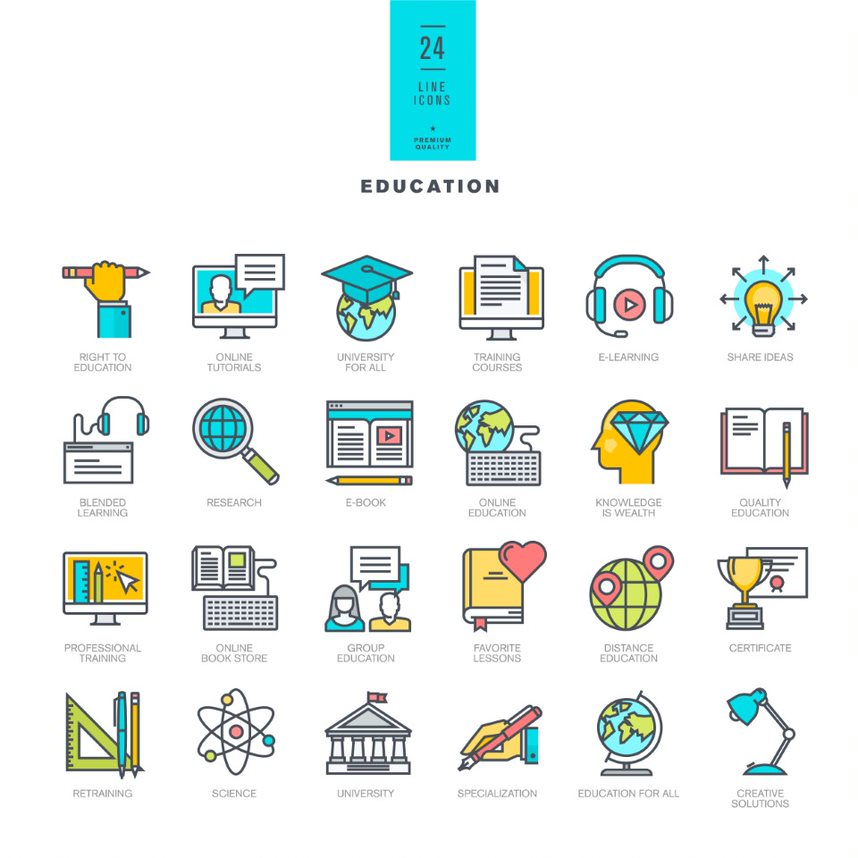 24
LINE
ICONS
PREMIUM
QUALITY
EDUCATION
RIGHT TO
EDUCATION
ONLINE
TUTORIALS
UNIVERSITY
FOR ALL
TRAINING
COURSES
E-LEARNING
SHARE IDEAS
BLENDED
LEARNING
RESEARCH
E-BOOK
ONLINE
EDUCATION
KNOWLEDGE
IS WEALTH
QUALITY
EDUCATION
PROFESSIONAL
TRAINING
ONLINE
BOOK STORE
GROUP
EDUCATION
FAVORITE
LESSONS
DISTANCE
EDUCATION
CERTIFICATE
RETRAINING
SCIENCE
UNIVERSITY
SPECIALIZATION
EDUCATION FOR ALL
CREATIVE
SOLUTIONS